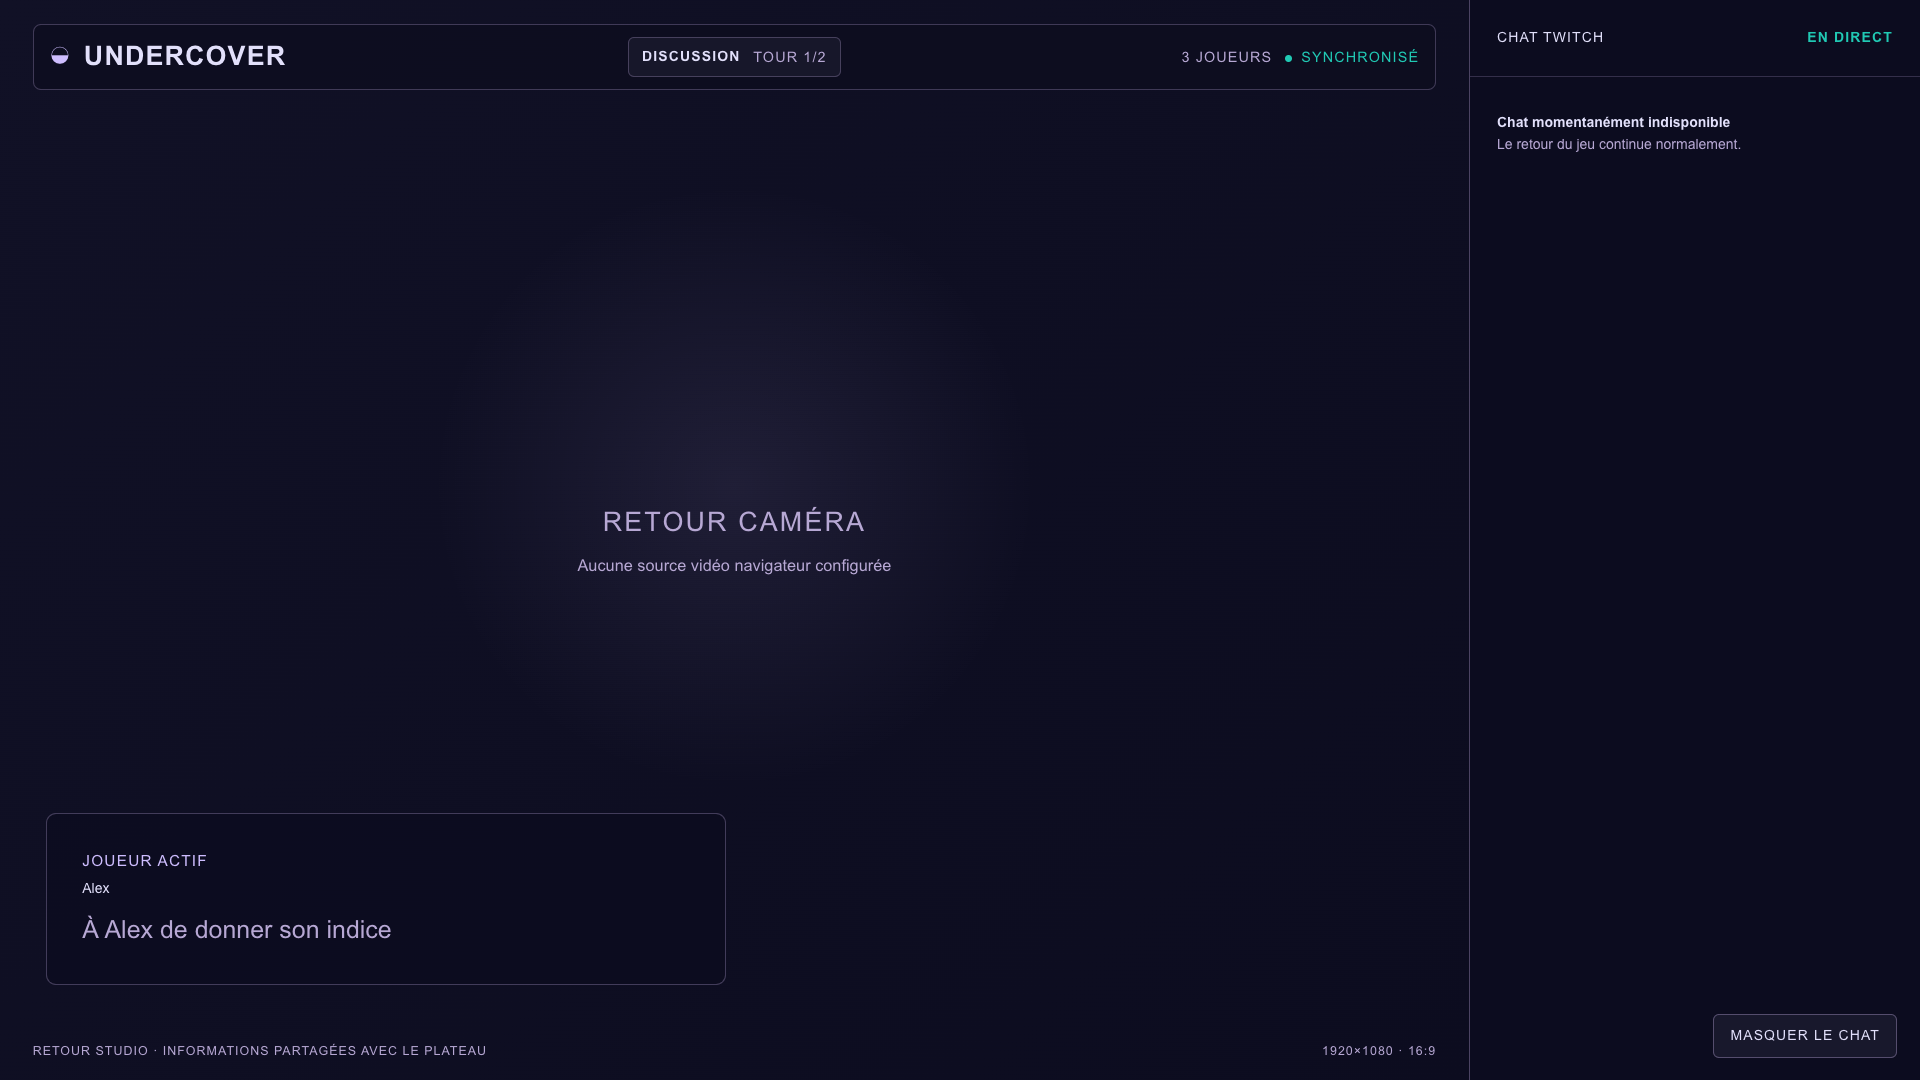 UNDERCOVER
DISCUSSION TOUR 1/2
3 JOUEURS SYNCHRONISÉ
CHAT TWITCH
EN DIRECT
Chat momentanément indisponible
Le retour du jeu continue normalement.
RETOUR CAMÉRA
Aucune source vidéo navigateur configurée
JOUEUR ACTIF
Alex
À Alex de donner son indice
RETOUR STUDIO · INFORMATIONS PARTAGÉES AVEC LE PLATEAU
1920×1080 · 16:9
MASQUER LE CHAT